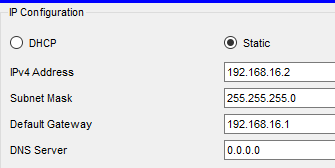 IP Configuration
DHCP Static
IPv4 Address 192.168.16.2
Subnet Mask 255.255.255.0
Default Gateway 192.168.16.1
DNS Server 0.0.0.0